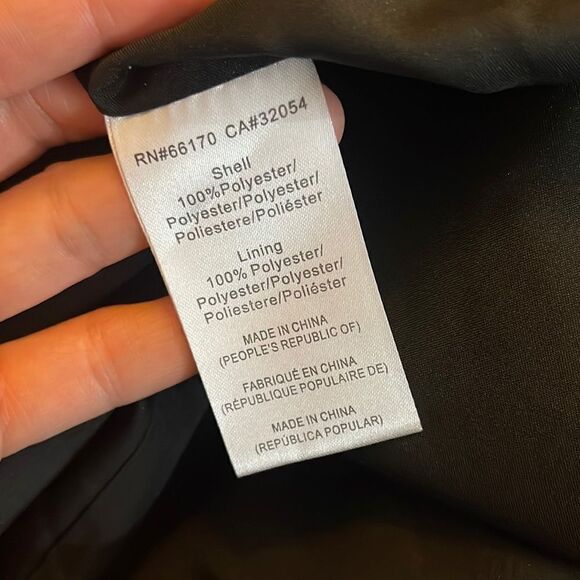 RN#66170 CA#32054
Shell
100%Polyester/
Polyester/Polyester/
Poliestere/Poliéster
Lining
100% Polyester/
Polyester/Polyester/
Poliestere/Poliéster
MADE IN CHINA
(PEOPLE'S REPUBLIC OF)
FABRIQUÉ EN CHINA
(RÉPUBLIQUE POPULAIRE DE)
MADE IN CHINA
(REPÚBLICA POPULAR)